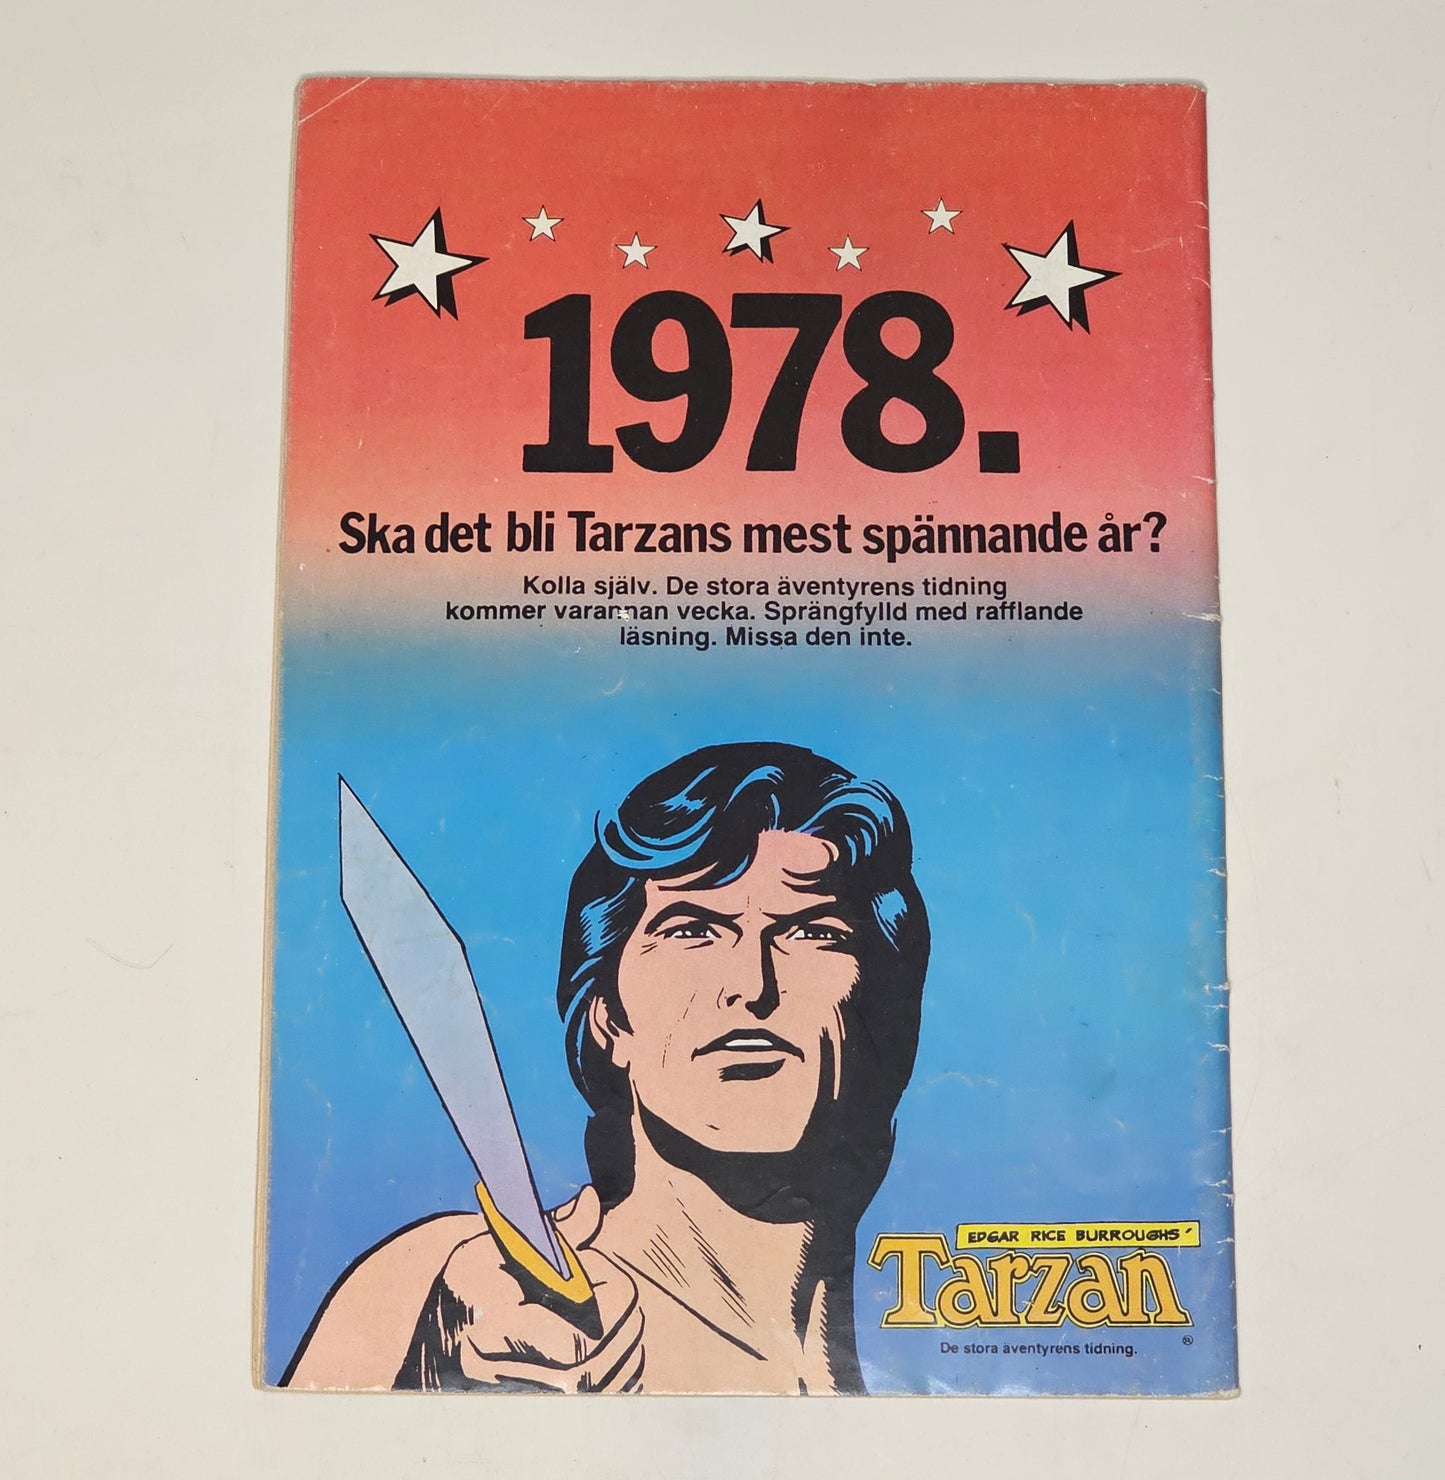 1978.
Ska det bli Tarzans mest spännande år?
Kolla själv. De stora äventyrens tidning
kommer varannan vecka. Sprängfylld med rafflande
läsning. Missa den inte.
EDGAR RICE BURROUGHS'
Tarzan
®
De stora äventyrens tidning.